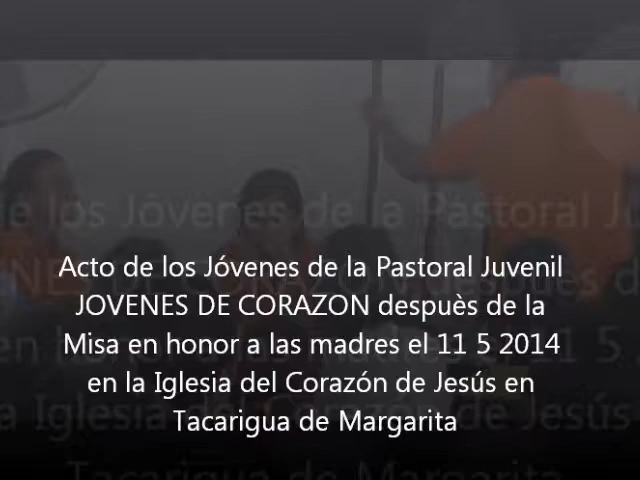 Acto de los Jóvenes de la Pastoral Juvenil
JOVENES DE CORAZON despuès de la
Misa en honor a las madres el 11 5 2014
en la Iglesia del Corazón de Jesús en
Tacarigua de Margarita